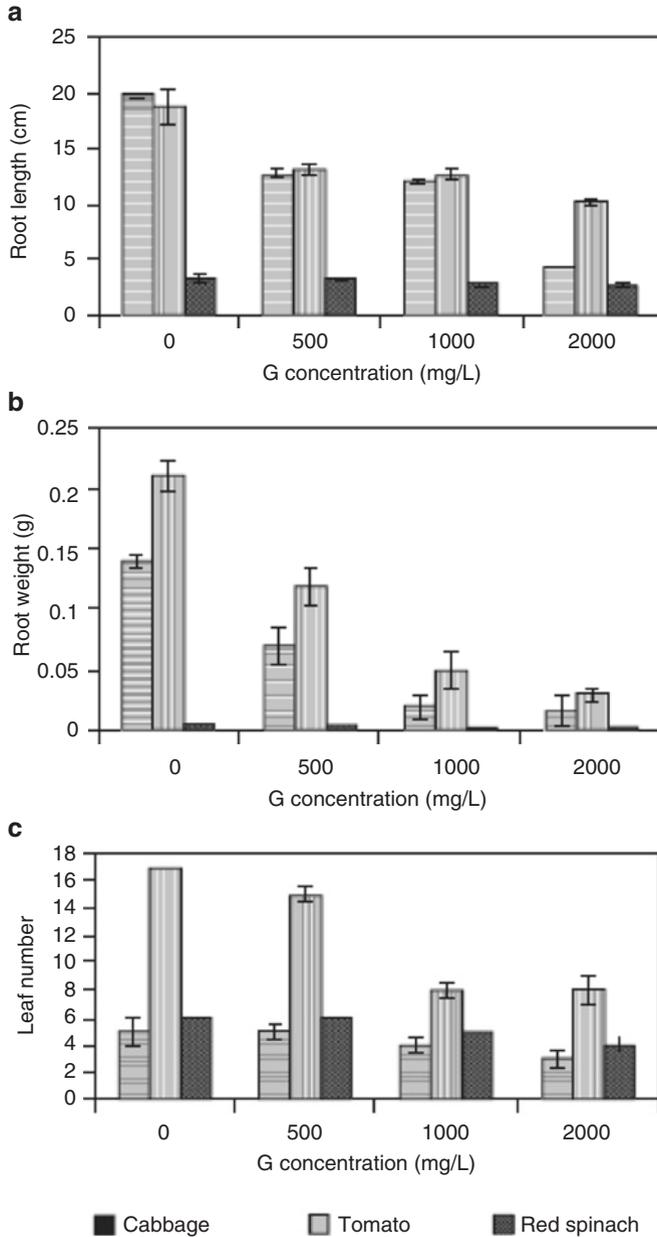 a
25
20
15
10
5
0
Root length (cm)
0 500 1000 2000
G concentration (mg/L)
b
0.25
0.2
0.15
0.1
0.05
0
Root weight (g)
0 500 1000 2000
G concentration (mg/L)
c
18
16
14
12
10
8
6
4
2
0
Leaf number
0 500 1000 2000
G concentration (mg/L)
Cabbage Tomato Red spinach